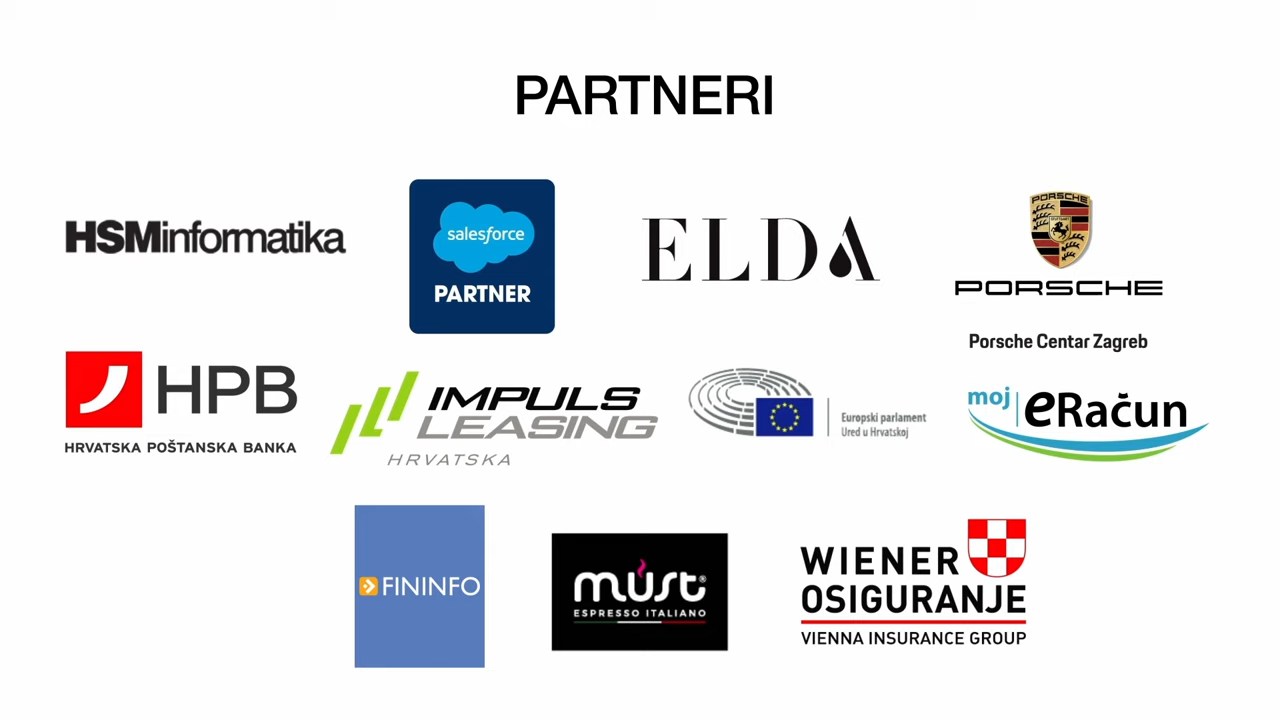 PARTNERI
HSMinformatika
salesforce
PARTNER
ELDA
PORSCHE
PORSCHE
Porsche Centar Zagreb
HPB
HRVATSKA POŠTANSKA BANKA
IMPULS
LEASING
HRVATSKA
Europski parlament
Ured u Hrvatskoj
moj eRačun
FININFO
múst®
ESPRESSO ITALIANO
WIENER
OSIGURANJE
VIENNA INSURANCE GROUP